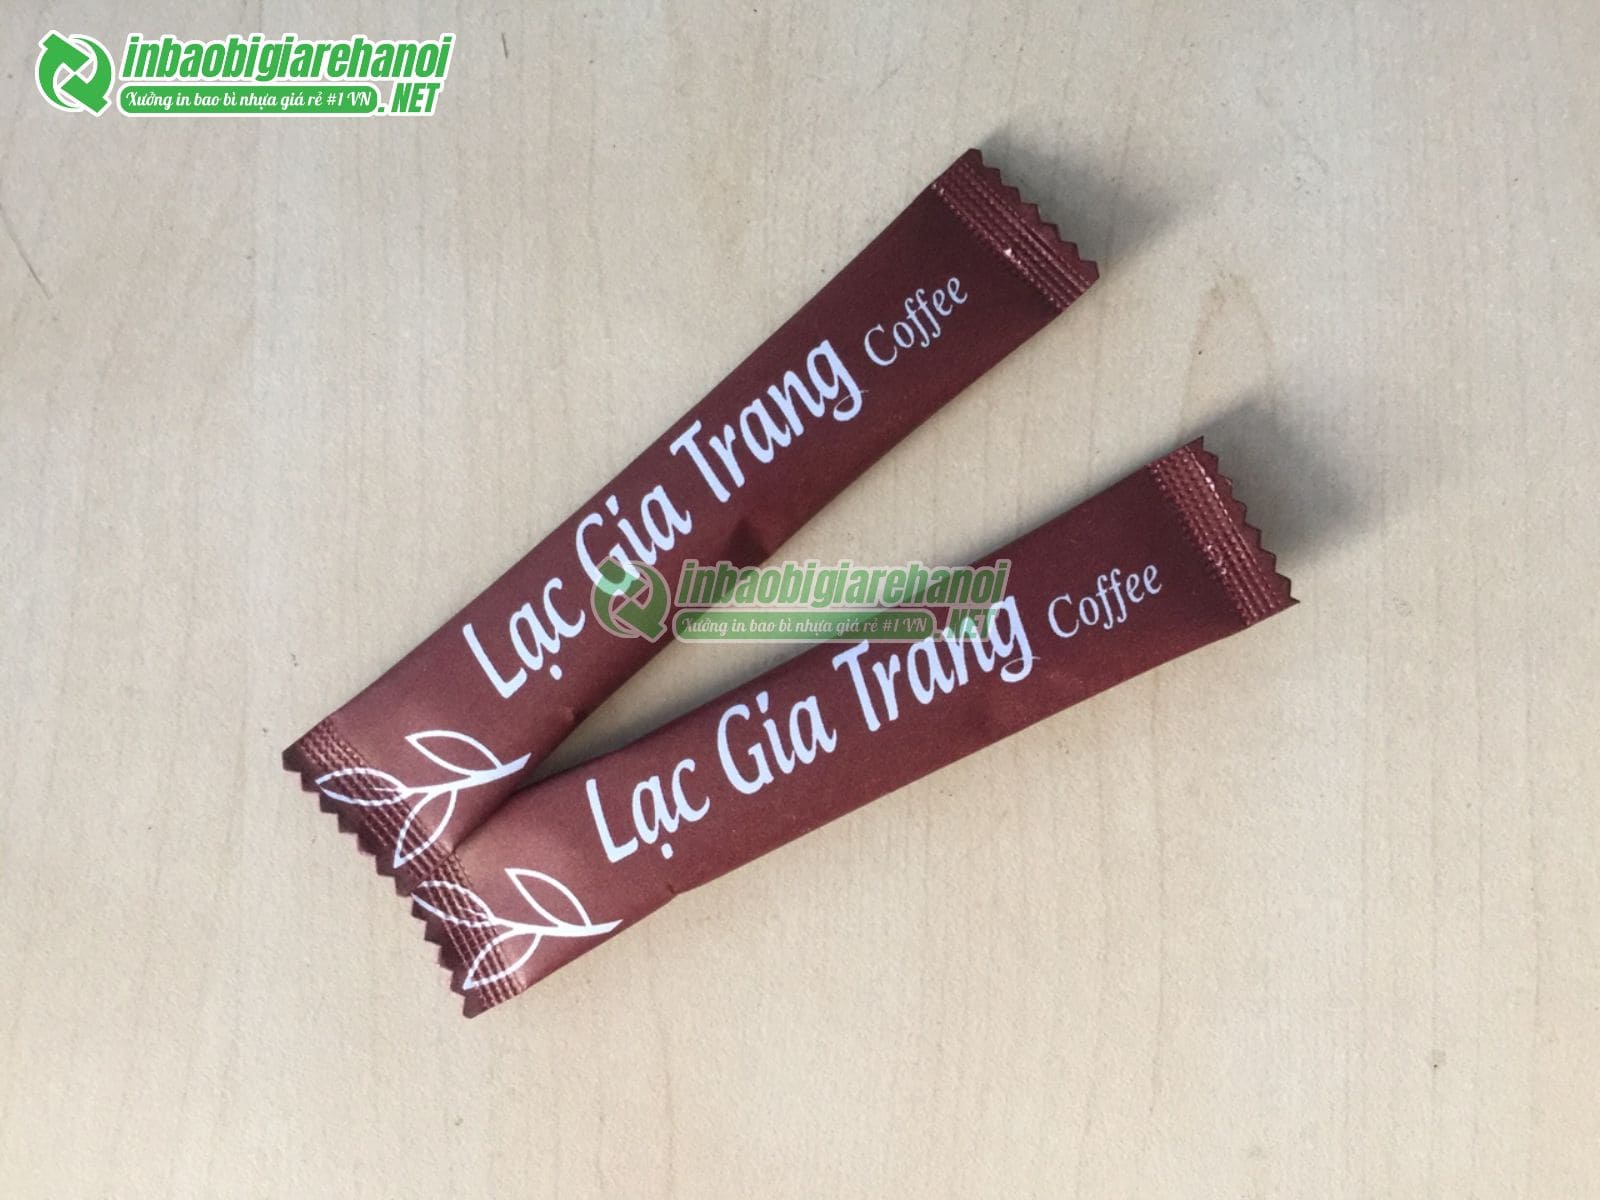 inbaobigiarehanoi
Xưởng in bao bì nhựa giá rẻ #1 VN .NET
Lạc Gia Trang Coffee
inbaobigiarehanoi
Xưởng in bao bì nhựa giá rẻ #1 VN .NET
Lạc Gia Trang Coffee